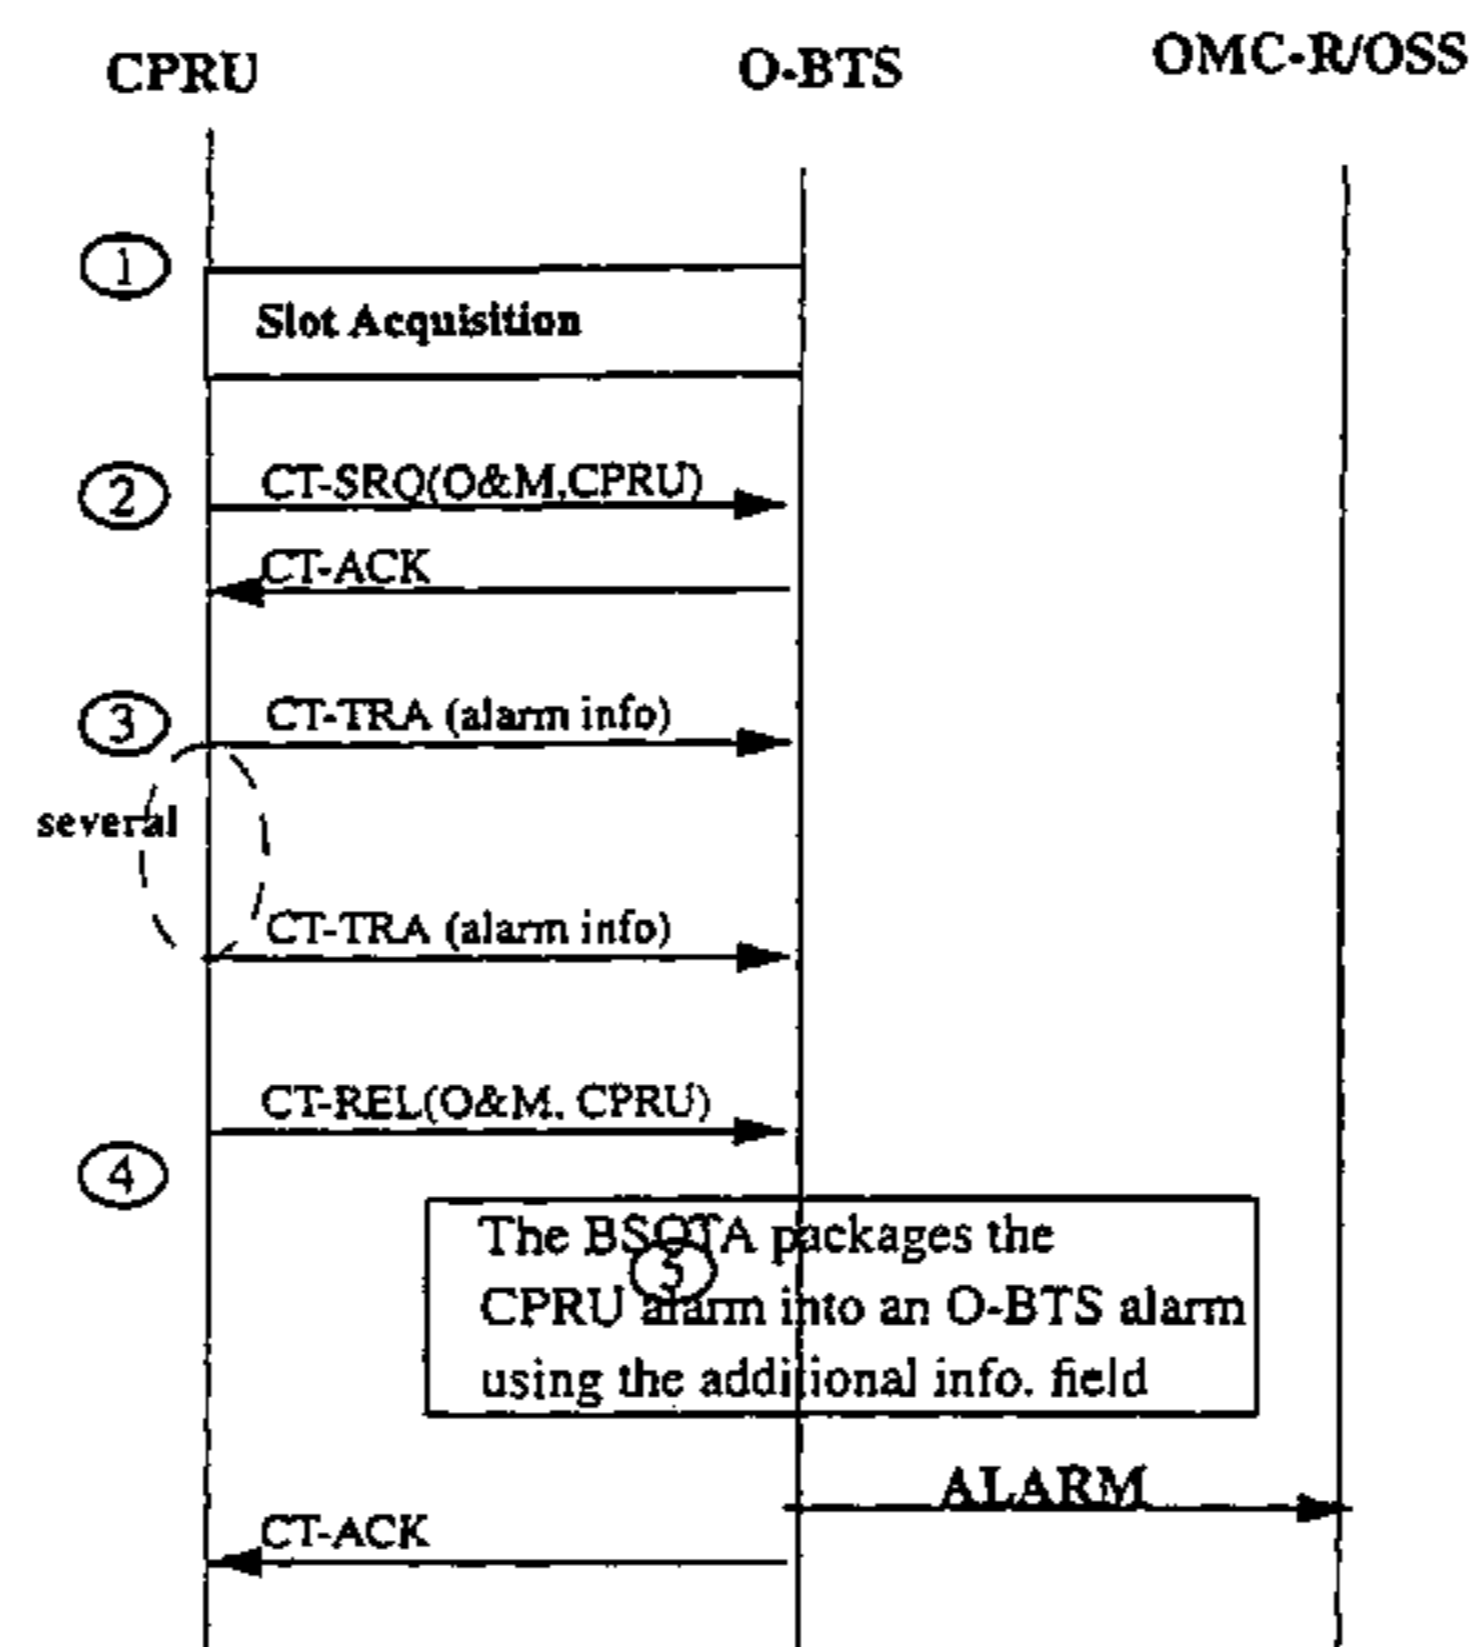 CPRU
O-BTS
OMC-R/OSS
1
Slot Acquisition
2
CT-SRQ(O&M,CPRU)
CT-ACK
3
CT-TRA (alarm info)
several
CT-TRA (alarm info)
CT-REL(O&M, CPRU)
4
The BSOTA packages the
5
CPRU alarm into an O-BTS alarm
using the additional info. field
ALARM
CT-ACK